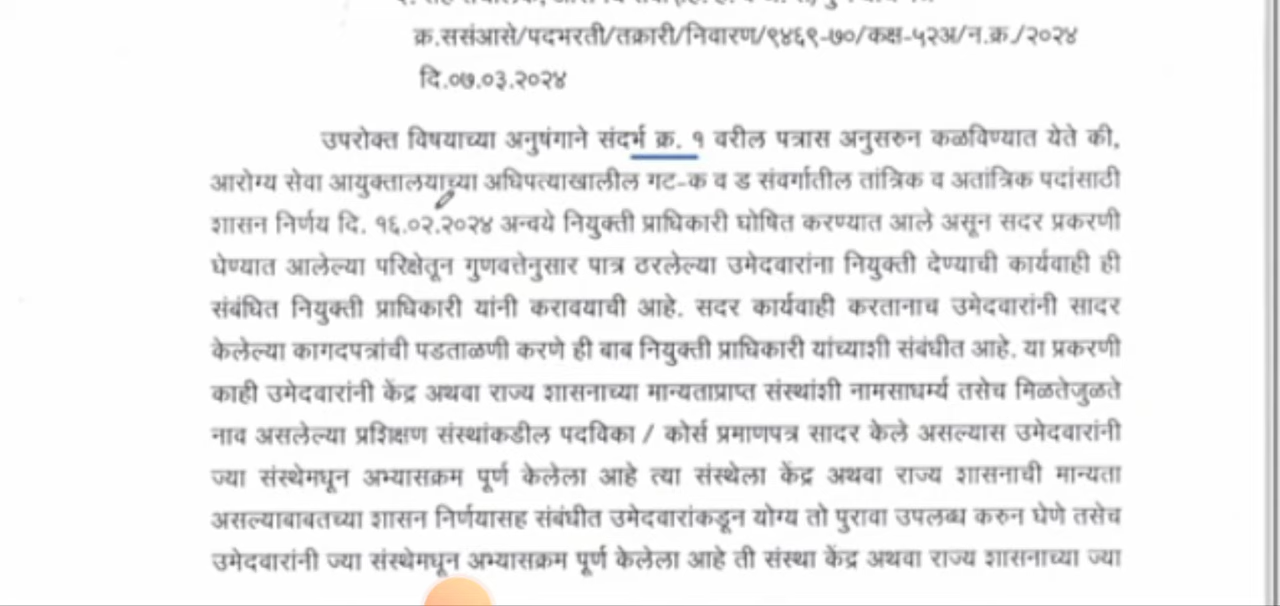 क्र.ससंआसे/पदभरती/तक्रारी/निवारण/९४६९-७०/कक्ष-५२अ/न.क्र./२०२४
दि.०७.०३.२०२४
उपरोक्त विषयाच्या अनुषंगाने संदर्भ क्र. १ वरील पत्रास अनुसरुन कळविण्यात येते की,
आरोग्य सेवा आयुक्तालयाच्या अधिपत्याखालील गट-क व ड संवर्गातील तांत्रिक व अतांत्रिक पदांसाठी
शासन निर्णय दि. १६.०२.२०२४ अन्वये नियुक्ती प्राधिकारी घोषित करण्यात आले असून सदर प्रकरणी
घेण्यात आलेल्या परिक्षेतून गुणवत्तेनुसार पात्र ठरलेल्या उमेदवारांना नियुक्ती देण्याची कार्यवाही ही
संबंधित नियुक्ती प्राधिकारी यांनी करावयाची आहे. सदर कार्यवाही करतानाच उमेदवारांनी सादर
केलेल्या कागदपत्रांची पडताळणी करणे ही बाब नियुक्ती प्राधिकारी यांच्याशी संबंधीत आहे. या प्रकरणी
काही उमेदवारांनी केंद्र अथवा राज्य शासनाच्या मान्यताप्राप्त संस्थांशी नामसाधर्म्य तसेच मिळतेजुळते
नाव असलेल्या प्रशिक्षण संस्थांकडील पदविका / कोर्स प्रमाणपत्र सादर केले असल्यास उमेदवारांनी
ज्या संस्थेमधून अभ्यासक्रम पूर्ण केलेला आहे त्या संस्थेला केंद्र अथवा राज्य शासनाची मान्यता
असल्याबाबतच्या शासन निर्णयासह संबंधीत उमेदवारांकडून योग्य तो पुरावा उपलब्ध करुन घेणे तसेच
उमेदवारांनी ज्या संस्थेमधून अभ्यासक्रम पूर्ण केलेला आहे ती संस्था केंद्र अथवा राज्य शासनाच्या ज्या